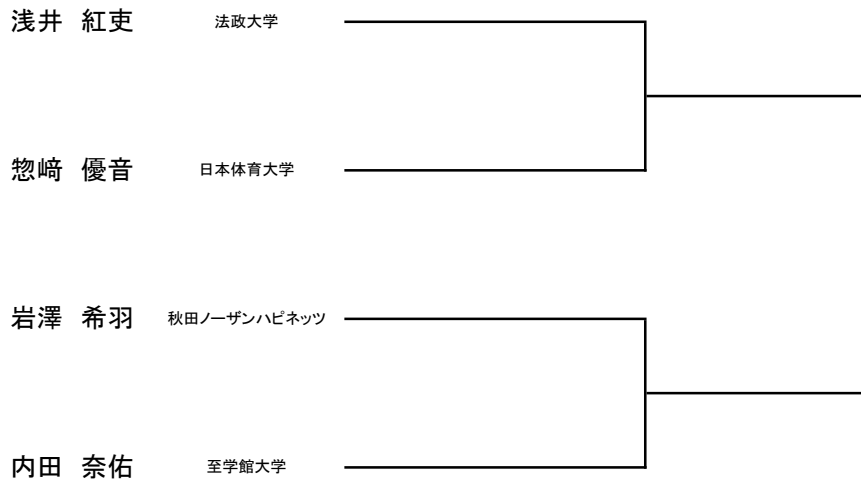 浅井 紅吏 法政大学
惣﨑 優音 日本体育大学
岩澤 希羽 秋田ノーザンハピネッツ
内田 奈佑 至学館大学